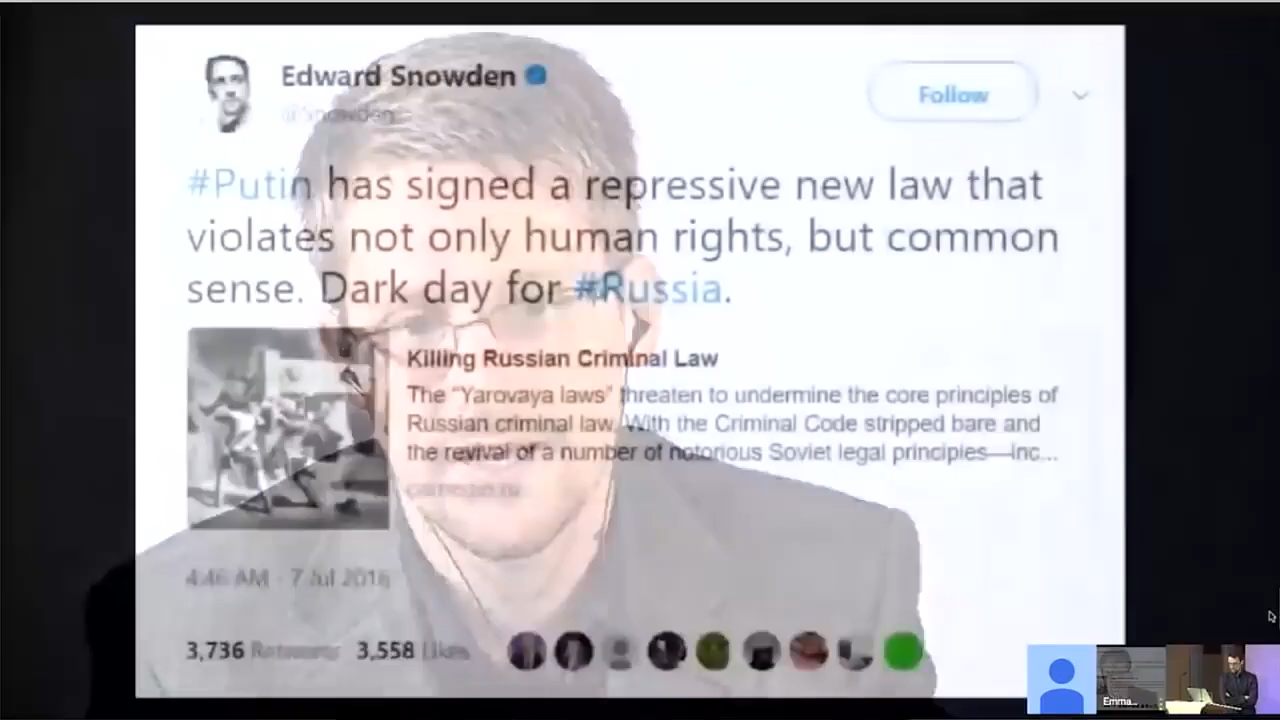 Edward Snowden
@Snowden
Follow
#Putin has signed a repressive new law that
violates not only human rights, but common
sense. Dark day for #Russia.
Killing Russian Criminal Law
The "Yarovaya laws" threaten to undermine the core principles of
Russian criminal law. With the Criminal Code stripped bare and
the revival of a number of notorious Soviet legal principles—inc...
4:46 AM - 7 Jul 2016
3,736 Retweets 3,558 Likes
Emma...